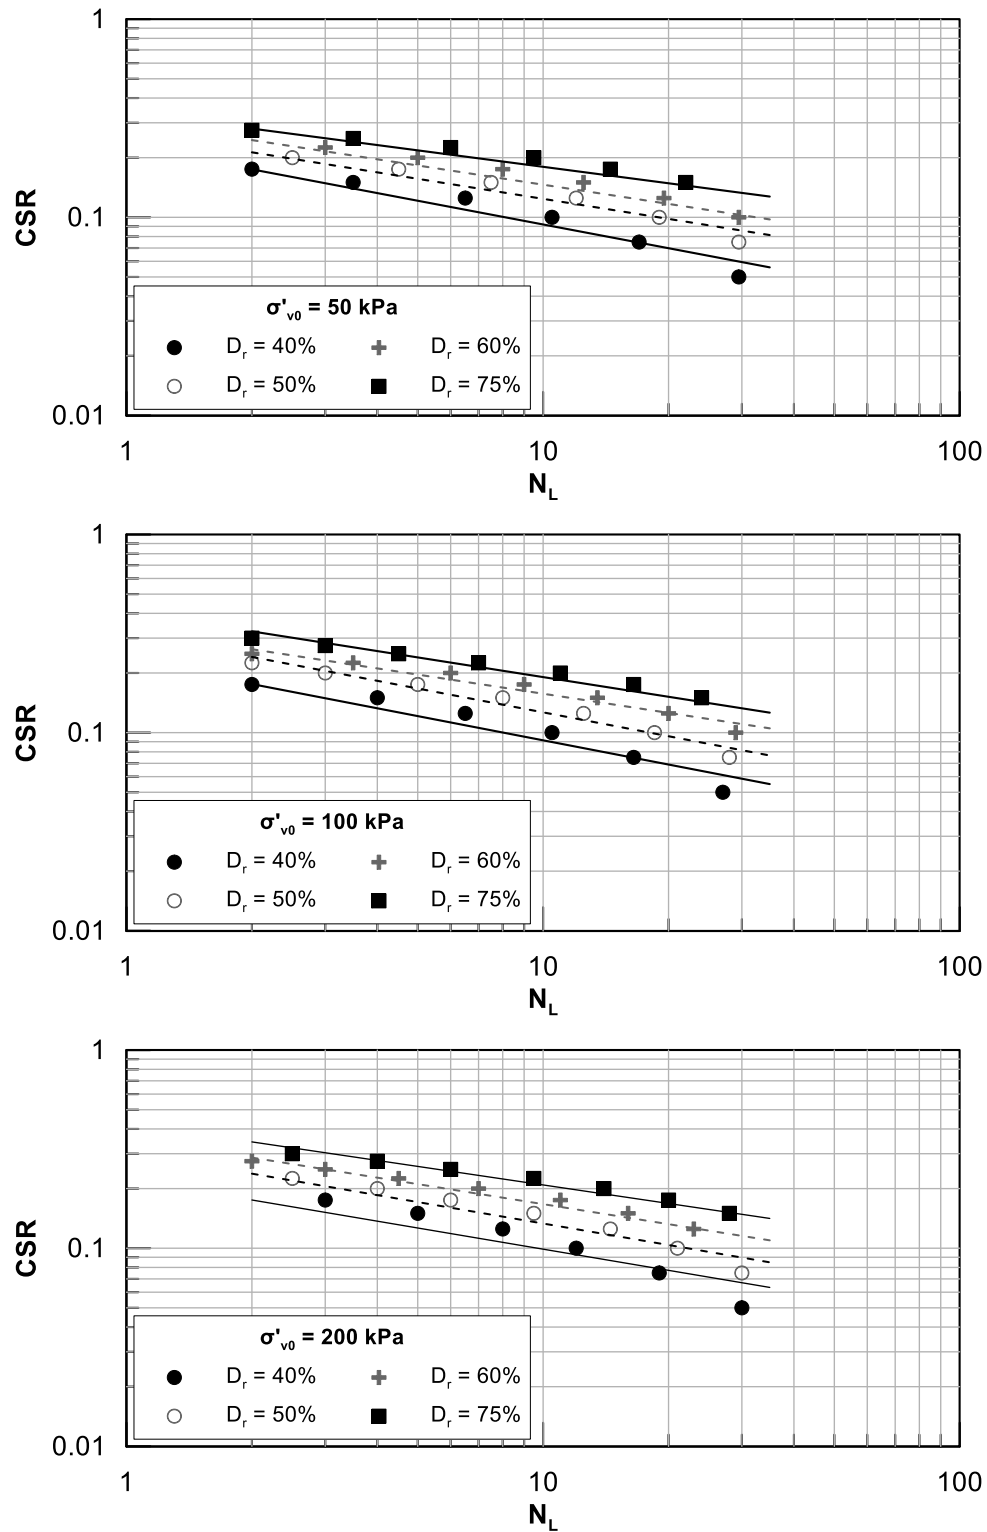 1
CSR
0.1
σ'v0 = 50 kPa
Dr = 40% Dr = 60%
Dr = 50% Dr = 75%
0.01
1 10 100
NL
1
CSR
0.1
σ'v0 = 100 kPa
Dr = 40% Dr = 60%
Dr = 50% Dr = 75%
0.01
1 10 100
NL
1
CSR
0.1
σ'v0 = 200 kPa
Dr = 40% Dr = 60%
Dr = 50% Dr = 75%
0.01
1 10 100
NL